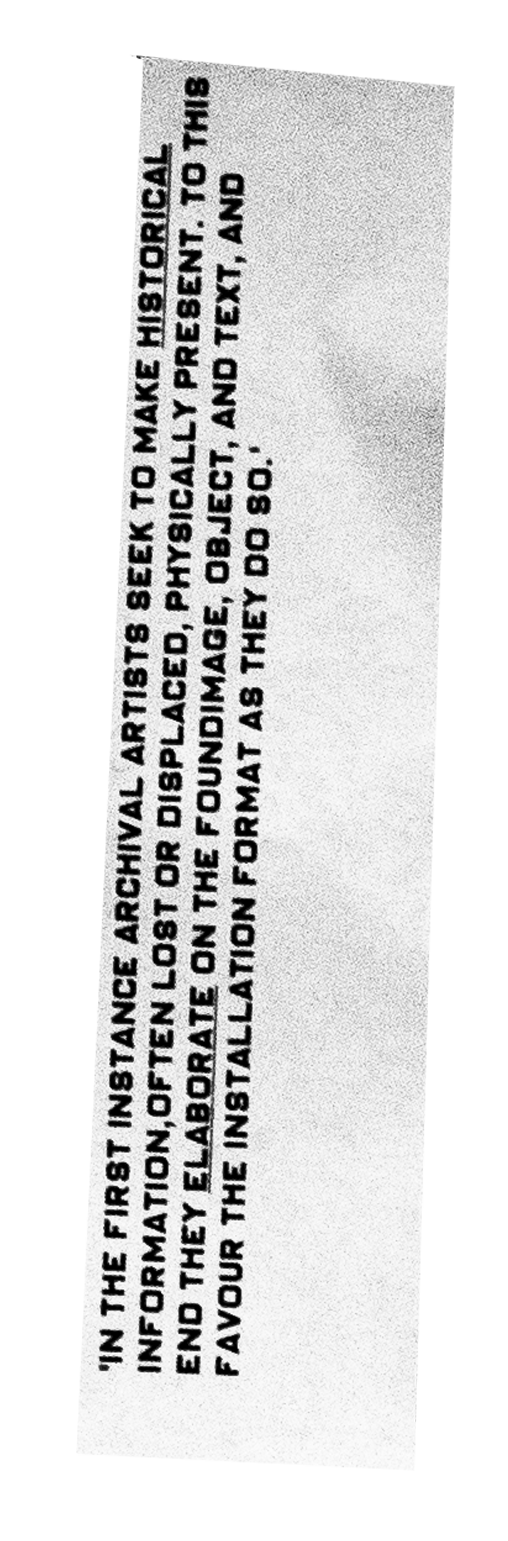 'IN THE FIRST INSTANCE ARCHIVAL ARTISTS SEEK TO MAKE HISTORICAL
INFORMATION,OFTEN LOST OR DISPLACED, PHYSICALLY PRESENT. TO THIS
END THEY ELABORATE ON THE FOUNDIMAGE, OBJECT, AND TEXT, AND
FAVOUR THE INSTALLATION FORMAT AS THEY DO SO.'